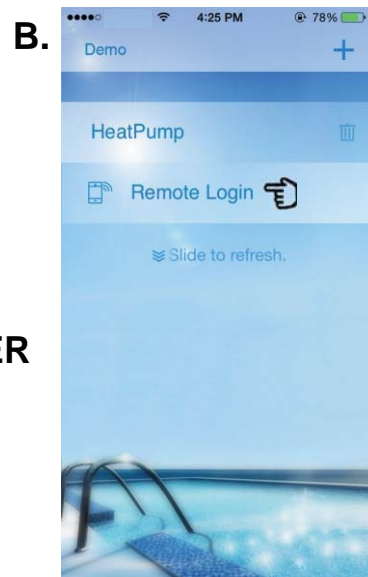 B.
4:25 PM
78%
Demo
+
HeatPump
Remote Login
Slide to refresh.
ER